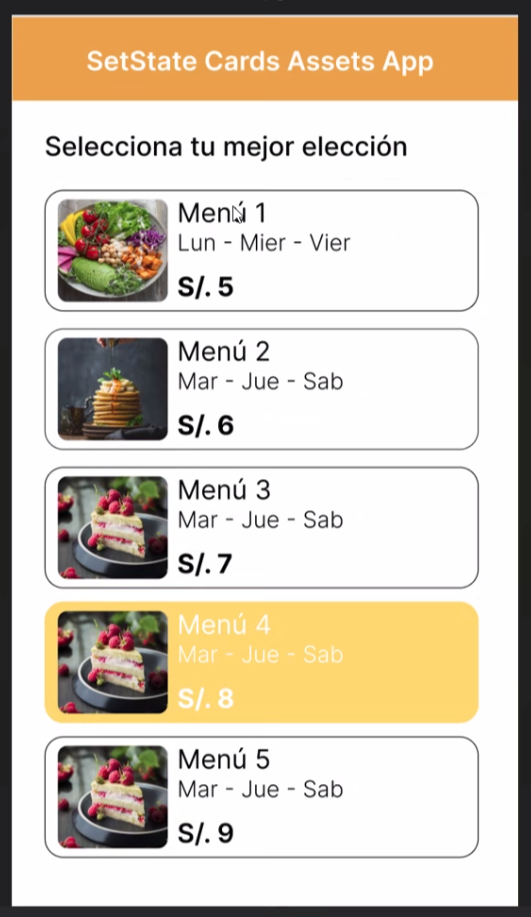 SetState Cards Assets App
Selecciona tu mejor elección
Menú 1
Lun - Mier - Vier
S/. 5
Menú 2
Mar - Jue - Sab
S/. 6
Menú 3
Mar - Jue - Sab
S/. 7
Menú 4
Mar - Jue - Sab
S/. 8
Menú 5
Mar - Jue - Sab
S/. 9